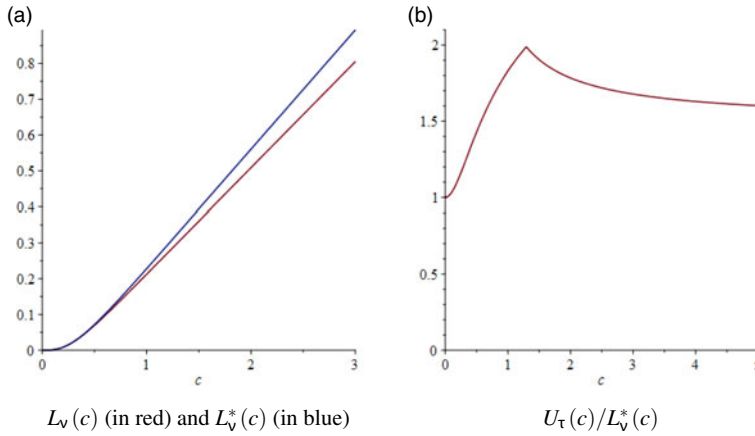 (a)
0.8
0.7
0.6
0.5
0.4
0.3
0.2
0.1
0
0 1 2 3
c
L_ν(c) (in red) and L*_ν(c) (in blue)
(b)
2
1.5
1
0.5
0
0 1 2 3 4 5
c
U_τ(c)/L*_ν(c)